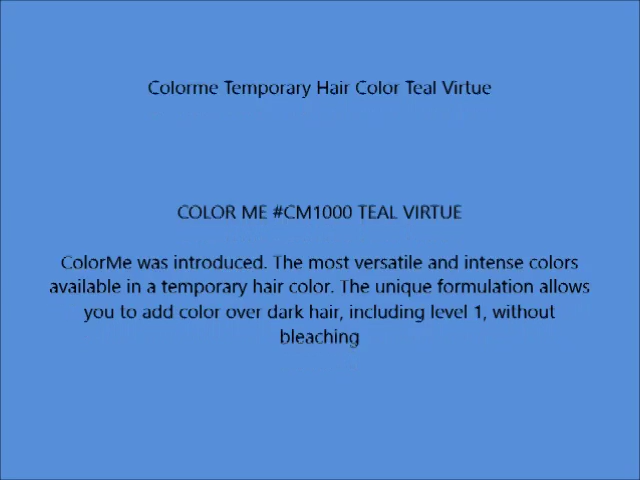 Colorme Temporary Hair Color Teal Virtue
COLOR ME #CM1000 TEAL VIRTUE
ColorMe was introduced. The most versatile and intense colors
available in a temporary hair color. The unique formulation allows
you to add color over dark hair, including level 1, without
bleaching